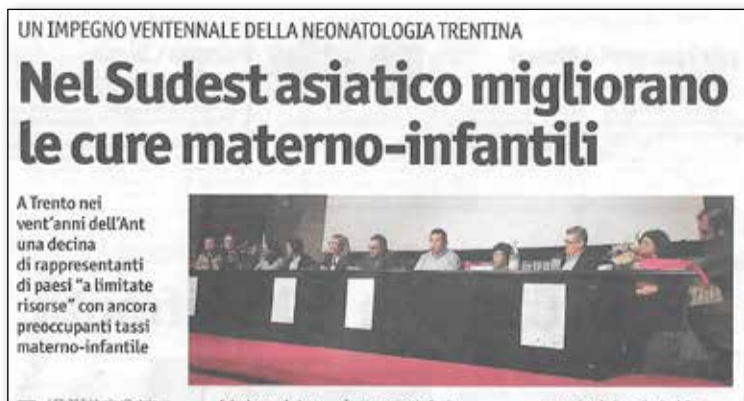 UN IMPEGNO VENTENNALE DELLA NEONATOLOGIA TRENTINA
Nel Sudest asiatico migliorano
le cure materno-infantili
A Trento nei
vent'anni dell'Ant
una decina
di rappresentanti
di paesi "a limitate
risorse" con ancora
preoccupanti tassi
materno-infantile